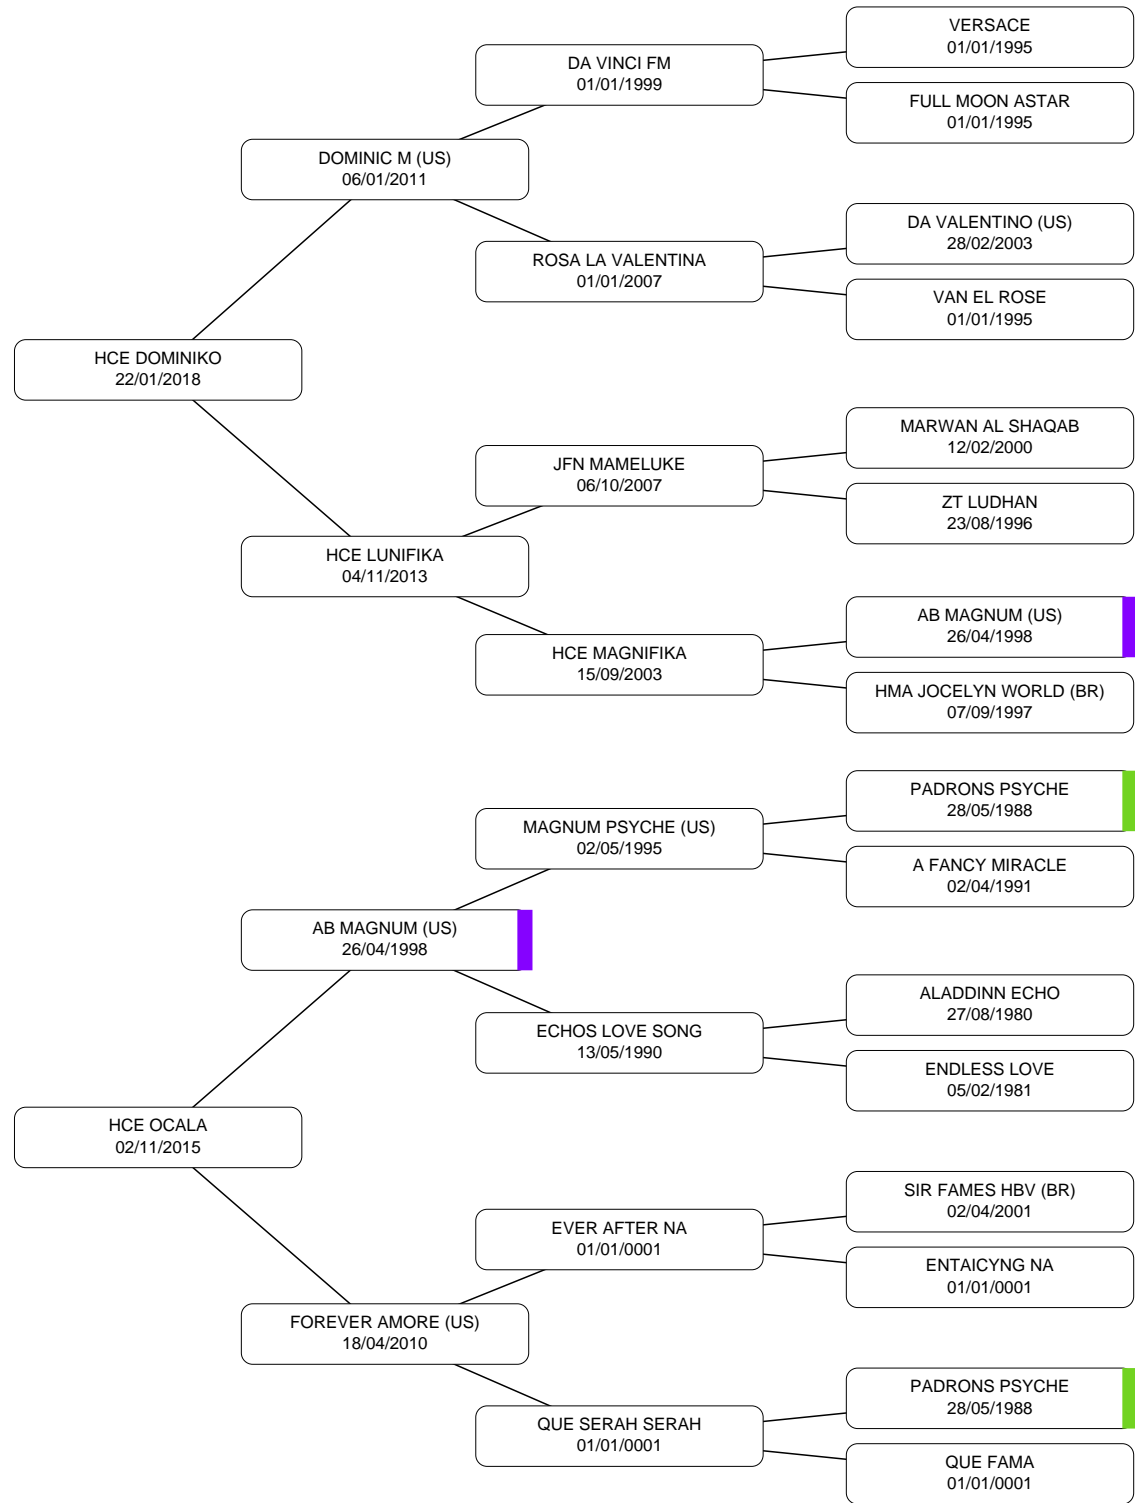 VERSACE
01/01/1995
DA VINCI FM
01/01/1999
FULL MOON ASTAR
01/01/1995
DOMINIC M (US)
06/01/2011
DA VALENTINO (US)
28/02/2003
ROSA LA VALENTINA
01/01/2007
VAN EL ROSE
01/01/1995
HCE DOMINIKO
22/01/2018
MARWAN AL SHAQAB
12/02/2000
JFN MAMELUKE
06/10/2007
ZT LUDHAN
23/08/1996
HCE LUNIFIKA
04/11/2013
AB MAGNUM (US)
26/04/1998
HCE MAGNIFIKA
15/09/2003
HMA JOCELYN WORLD (BR)
07/09/1997
PADRONS PSYCHE
28/05/1988
MAGNUM PSYCHE (US)
02/05/1995
A FANCY MIRACLE
02/04/1991
AB MAGNUM (US)
26/04/1998
ALADDINN ECHO
27/08/1980
ECHOS LOVE SONG
13/05/1990
ENDLESS LOVE
05/02/1981
HCE OCALA
02/11/2015
SIR FAMES HBV (BR)
02/04/2001
EVER AFTER NA
01/01/0001
ENTAICYNG NA
01/01/0001
FOREVER AMORE (US)
18/04/2010
PADRONS PSYCHE
28/05/1988
QUE SERAH SERAH
01/01/0001
QUE FAMA
01/01/0001